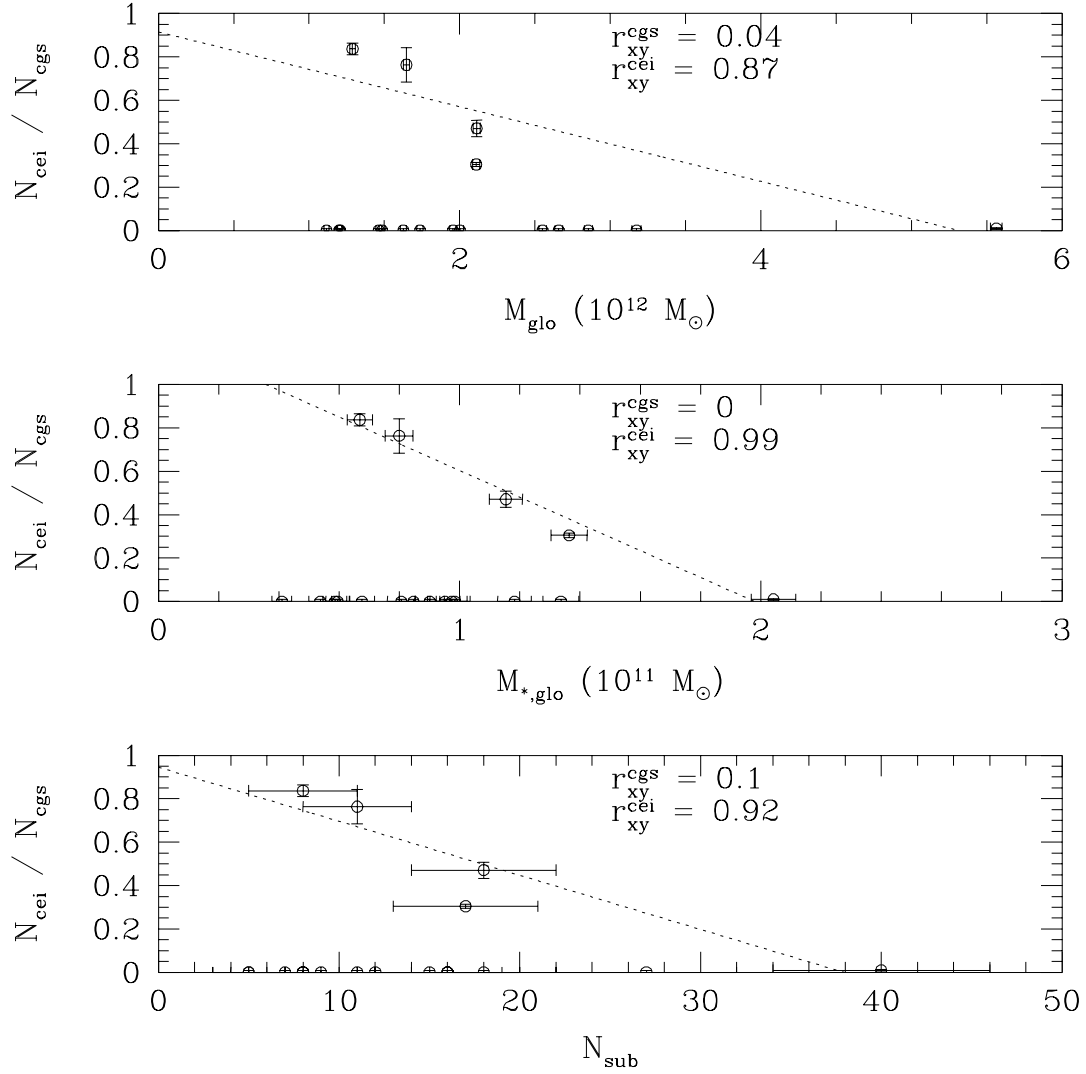 1
0.8
0.6
0.4
0.2
0
N_cei / N_cgs
r_xy^cgs = 0.04
r_xy^cei = 0.87
0 2 4 6
M_glo (10^12 M_⊙)
1
0.8
0.6
0.4
0.2
0
N_cei / N_cgs
r_xy^cgs = 0
r_xy^cei = 0.99
0 1 2 3
M_*,glo (10^11 M_⊙)
1
0.8
0.6
0.4
0.2
0
N_cei / N_cgs
r_xy^cgs = 0.1
r_xy^cei = 0.92
0 10 20 30 40 50
N_sub